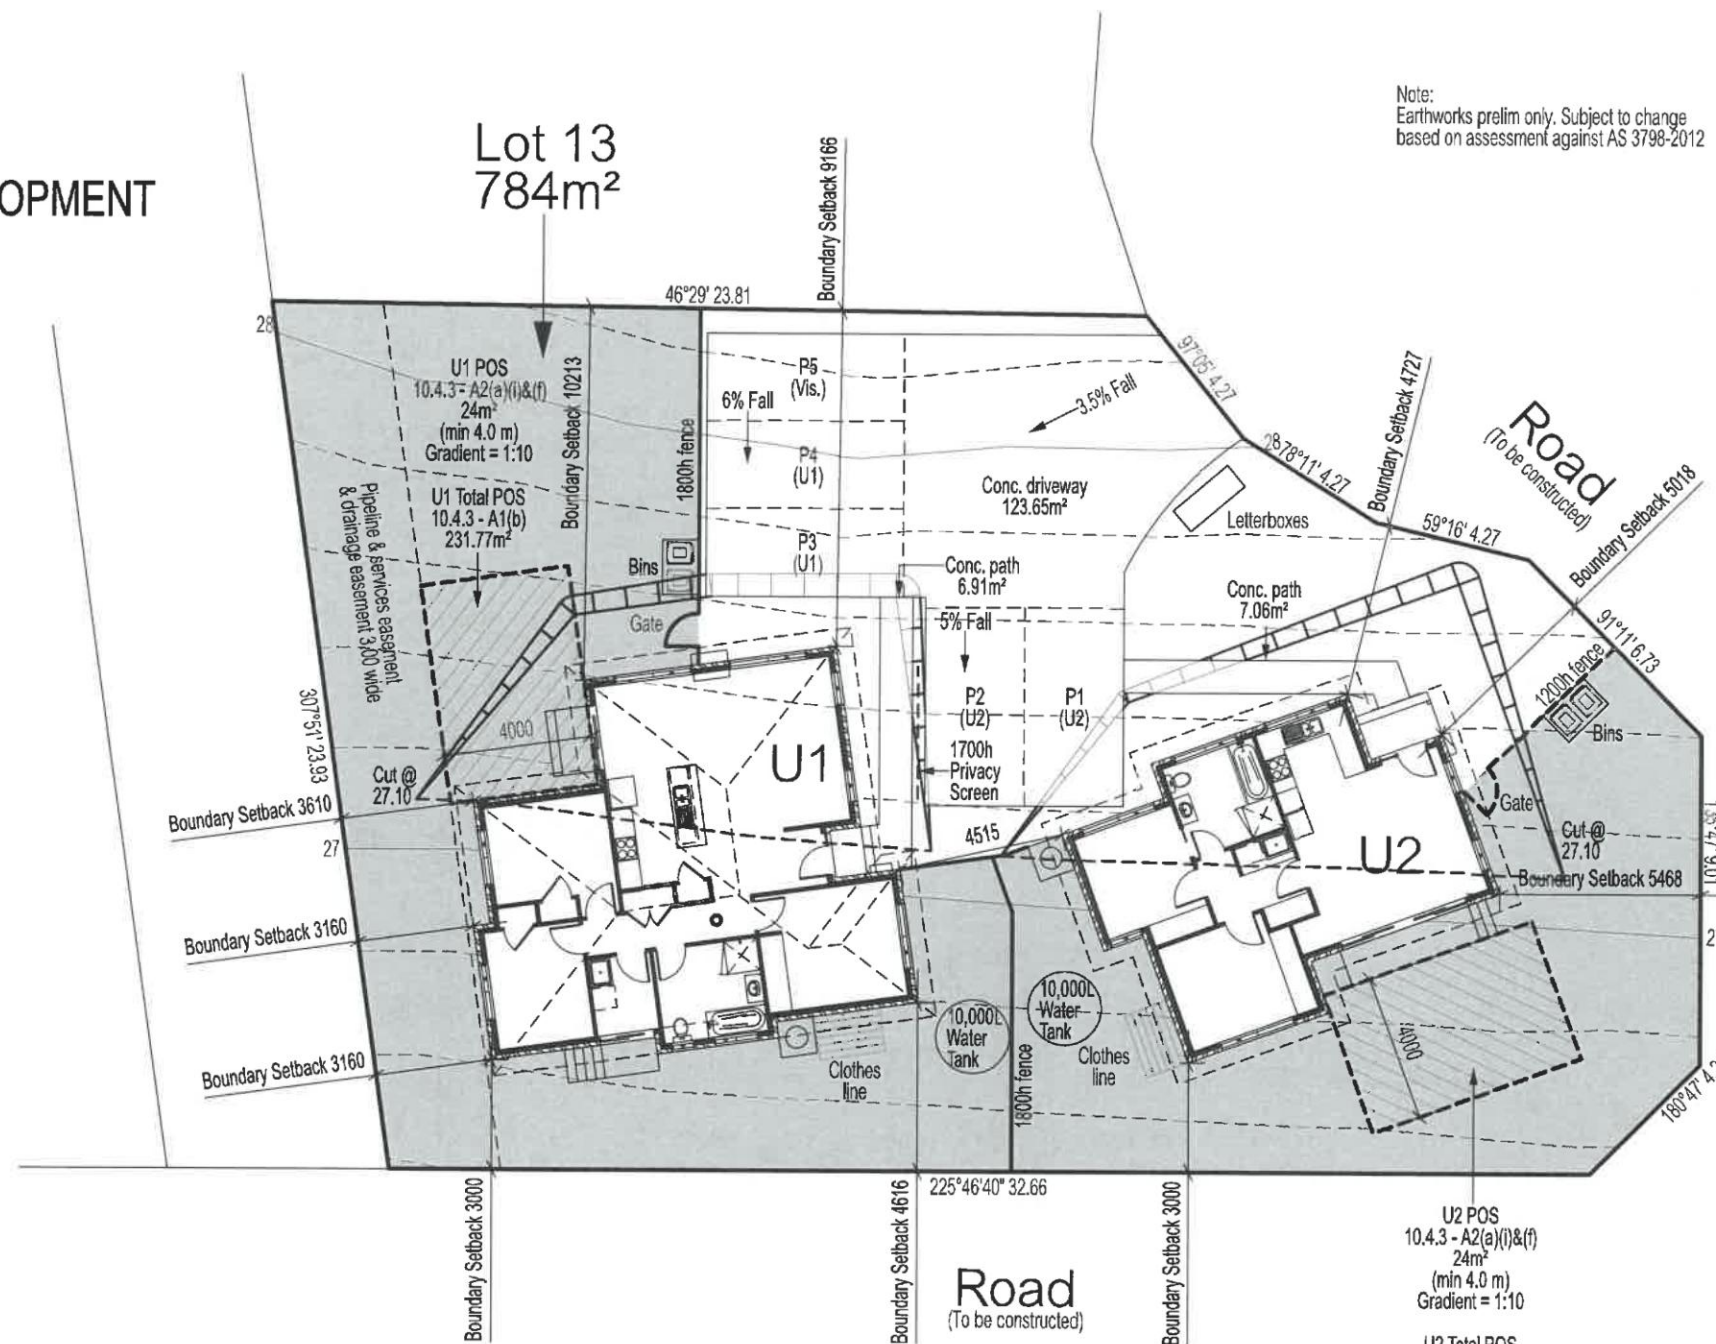 OPMENT
Lot 13
784m²
Note:
Earthworks prelim only. Subject to change
based on assessment against AS 3798-2012
Boundary Setback 9166
46°29' 23.81
28
U1 POS
10.4.3 - A2(a)(i)&(f)
24m²
(min 4.0 m)
Gradient = 1:10
Boundary Setback 10213
1800h fence
U1 Total POS
10.4.3 - A1(b)
231.77m²
Pipeline & services easement
& drainage easement 3.00 wide
P5
(Vis.)
6% Fall
P4
(U1)
P3
(U1)
3.5% Fall
97°05' 4.27
Conc. driveway
123.65m²
28
78°11' 4.27
Letterboxes
Boundary Setback 4727
59°16' 4.27
Road
(To be constructed)
Boundary Setback 5018
91°11' 6.73
Bins
Gate
Conc. path
6.91m²
5% Fall
Conc. path
7.06m²
P2
(U2)
P1
(U2)
1700h
Privacy
Screen
1200h fence
Bins
Gate
307°51' 23.93
4000
Cut @
27.10
U1
4515
U2
Cut @
27.10
Boundary Setback 3610
27
Boundary Setback 5468
Boundary Setback 3160
2
10,000L
Water
Tank
10,000L
Water
Tank
4000
Boundary Setback 3160
Clothes
line
Clothes
line
1800h fence
180°47' 4.2
225°46'40" 32.66
Boundary Setback 3000
Boundary Setback 4616
Boundary Setback 3000
Road
(To be constructed)
U2 POS
10.4.3 - A2(a)(i)&(f)
24m²
(min 4.0 m)
Gradient = 1:10
U2 Total POS